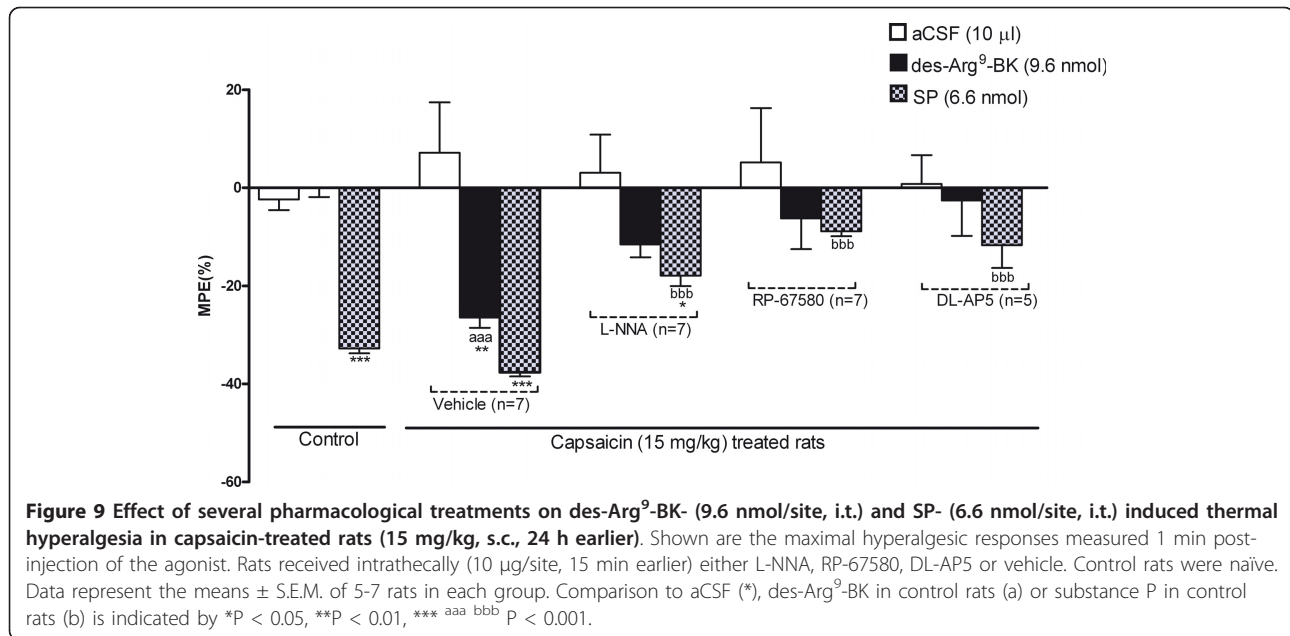 aCSF (10 µl)
des-Arg⁹-BK (9.6 nmol)
SP (6.6 nmol)
20
0
-20
-40
-60
MPE(%)
***
aaa
**
***
bbb
*
bbb
bbb
Vehicle (n=7)
L-NNA (n=7)
RP-67580 (n=7)
DL-AP5 (n=5)
Control
Capsaicin (15 mg/kg) treated rats
Figure 9 Effect of several pharmacological treatments on des-Arg⁹-BK- (9.6 nmol/site, i.t.) and SP- (6.6 nmol/site, i.t.) induced thermal
hyperalgesia in capsaicin-treated rats (15 mg/kg, s.c., 24 h earlier). Shown are the maximal hyperalgesic responses measured 1 min post-
injection of the agonist. Rats received intrathecally (10 μg/site, 15 min earlier) either L-NNA, RP-67580, DL-AP5 or vehicle. Control rats were naïve.
Data represent the means ± S.E.M. of 5-7 rats in each group. Comparison to aCSF (*), des-Arg⁹-BK in control rats (a) or substance P in control
rats (b) is indicated by *P < 0.05, **P < 0.01, *** ᵃᵃᵃ ᵇᵇᵇ P < 0.001.